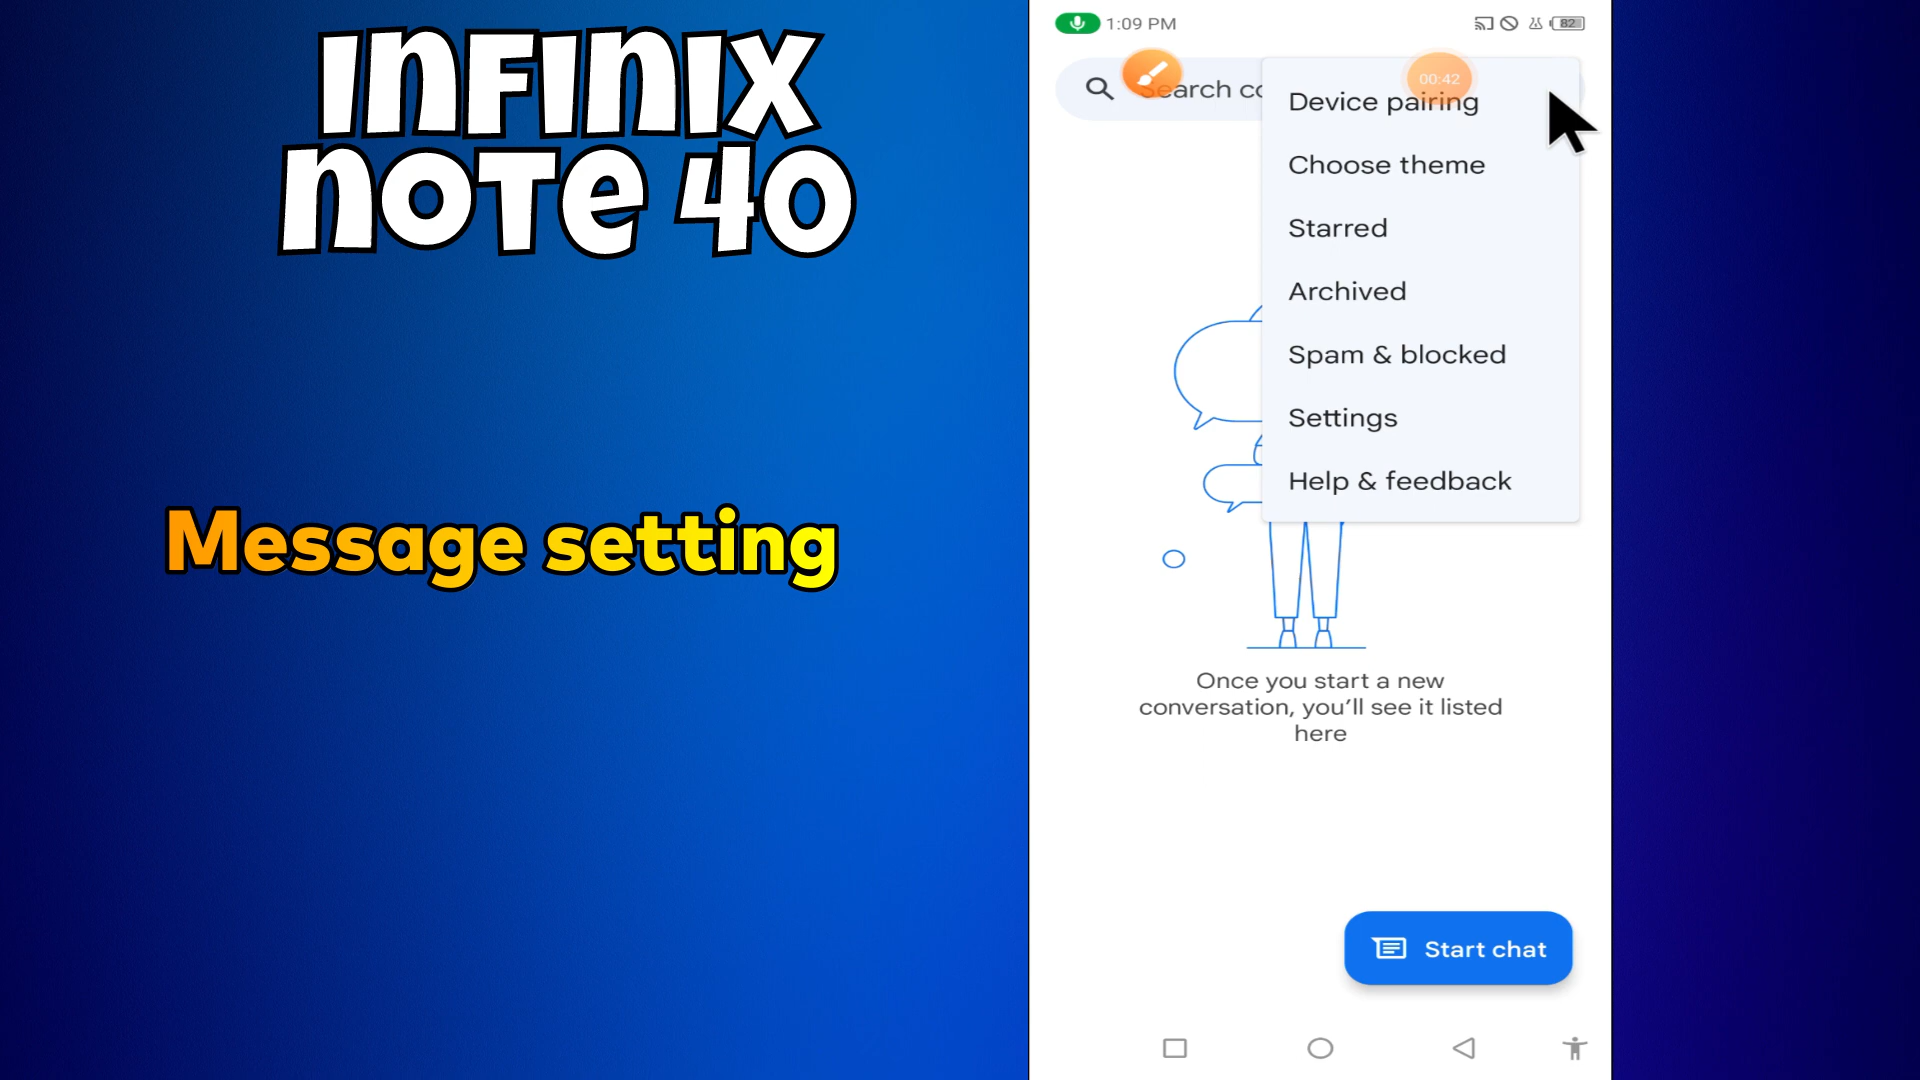 INFINIX
NOTE 40
Message setting
1:09 PM
82
Search co
00:42
Device pairing
Choose theme
Starred
Archived
Spam & blocked
Settings
Help & feedback
Once you start a new
conversation, you’ll see it listed
here
Start chat